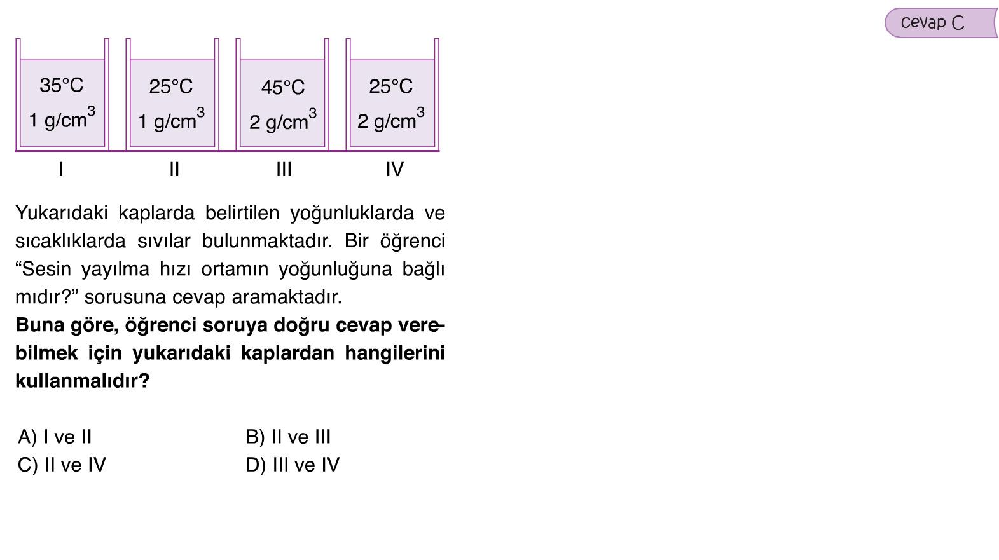 cevap C
35°C 25°C 45°C 25°C
1 g/cm³ 1 g/cm³ 2 g/cm³ 2 g/cm³
I II III IV
Yukarıdaki kaplarda belirtilen yoğunluklarda ve
sıcaklıklarda sıvılar bulunmaktadır. Bir öğrenci
“Sesin yayılma hızı ortamın yoğunluğuna bağlı
mıdır?” sorusuna cevap aramaktadır.
Buna göre, öğrenci soruya doğru cevap vere-
bilmek için yukarıdaki kaplardan hangilerini
kullanmalıdır?
A) I ve II B) II ve III
C) II ve IV D) III ve IV